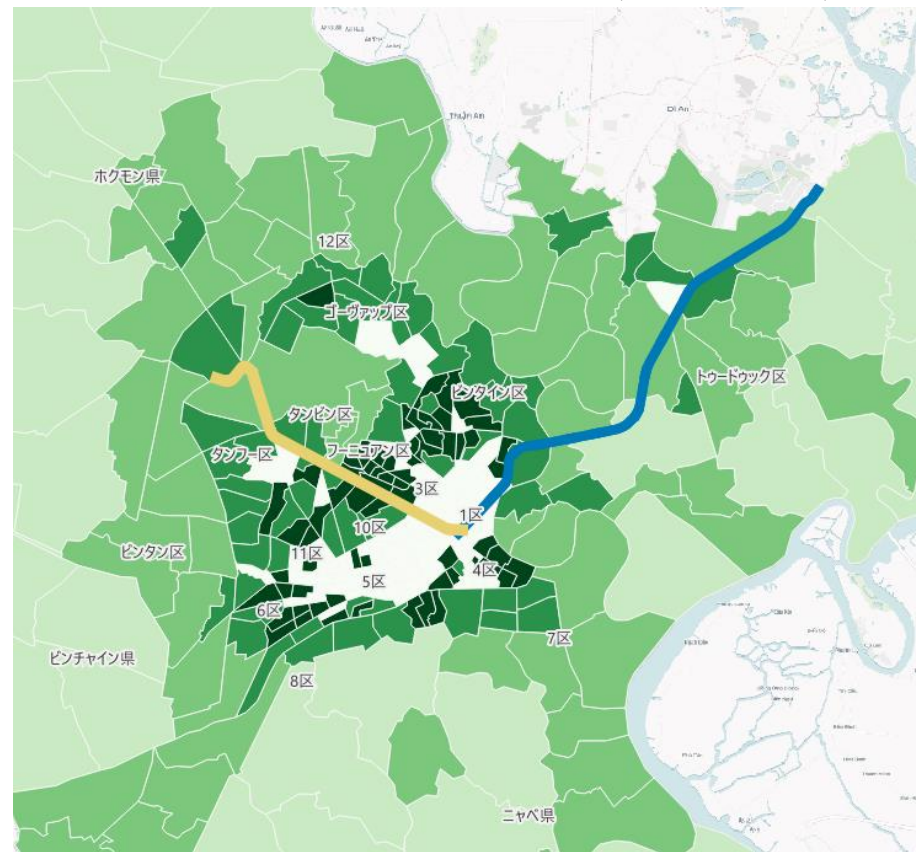 Thuận An
Dĩ An
ホクモン県
12区
ゴーヴァップ区
トゥードゥック区
ビンタイン区
タンビン区
フーニュアン区
タンフー区
3区
1区
10区
11区
ビンタン区
5区
4区
6区
7区
ビンチャイン県
8区
ニャベ県